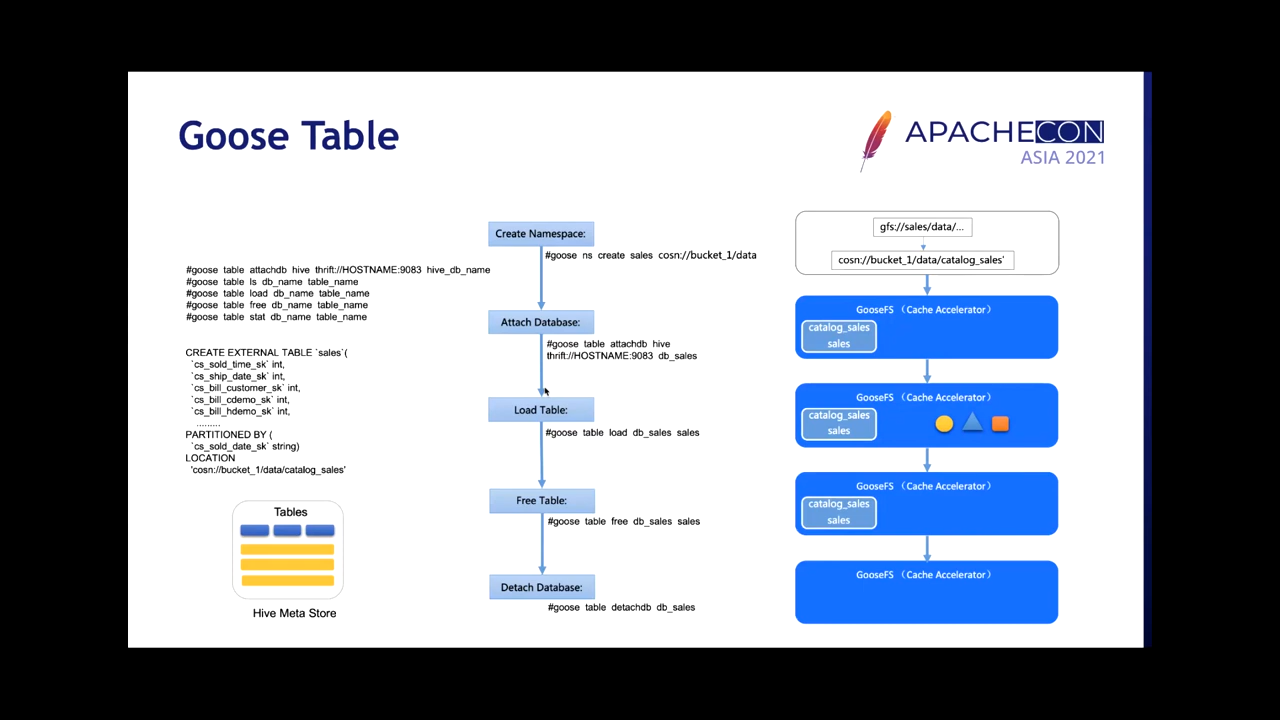 Goose Table
APACHECON
ASIA 2021
#goose table attachdb hive thrift://HOSTNAME:9083 hive_db_name
#goose table ls db_name table_name
#goose table load db_name table_name
#goose table free db_name table_name
#goose table stat db_name table_name
CREATE EXTERNAL TABLE `sales`(
`cs_sold_time_sk` int,
`cs_ship_date_sk` int,
`cs_bill_customer_sk` int,
`cs_bill_cdemo_sk` int,
`cs_bill_hdemo_sk` int,
.........
PARTITIONED BY (
`cs_sold_date_sk` string)
LOCATION
'cosn://bucket_1/data/catalog_sales'
Tables
Hive Meta Store
Create Namespace:
#goose ns create sales cosn://bucket_1/data
Attach Database:
#goose table attachdb hive
thrift://HOSTNAME:9083 db_sales
Load Table:
#goose table load db_sales sales
Free Table:
#goose table free db_sales sales
Detach Database:
#goose table detachdb db_sales
gfs://sales/data/...
cosn://bucket_1/data/catalog_sales'
GooseFS（Cache Accelerator）
catalog_sales
sales
GooseFS（Cache Accelerator）
catalog_sales
sales
GooseFS（Cache Accelerator）
catalog_sales
sales
GooseFS（Cache Accelerator）